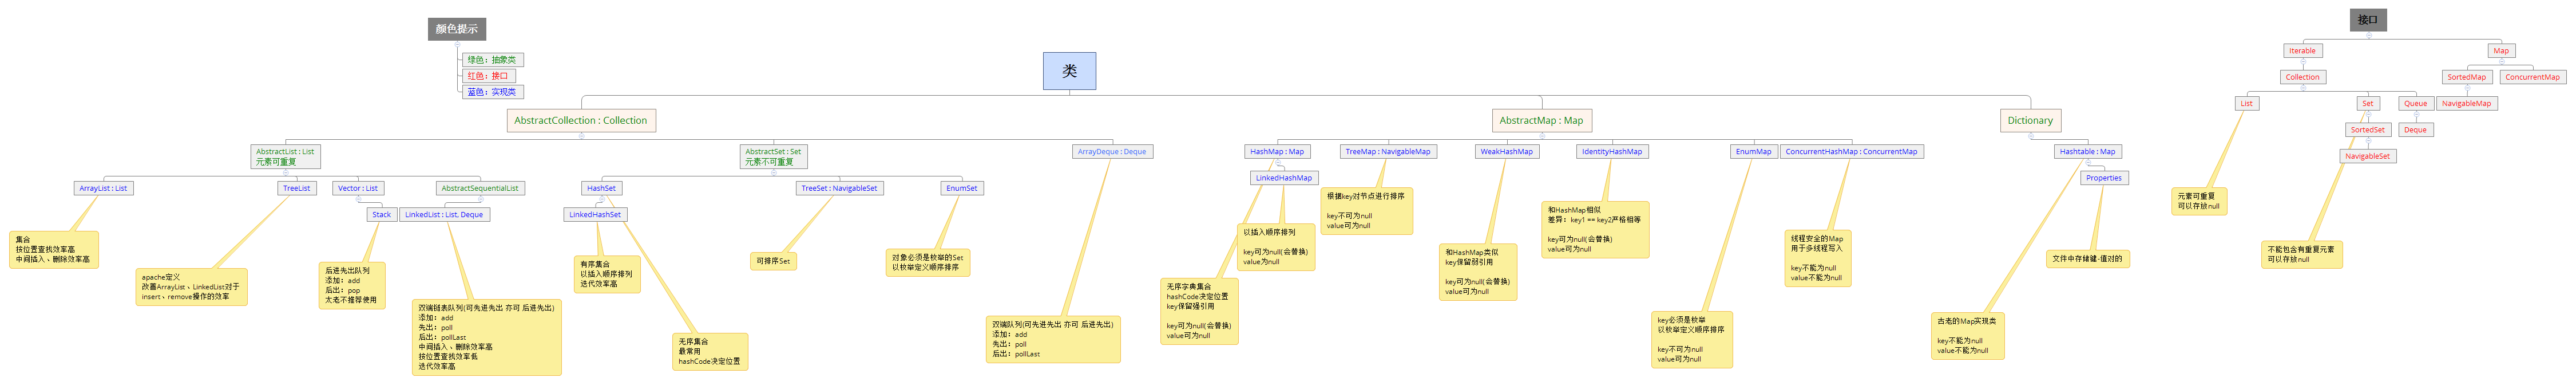 颜色提示
绿色：抽象类
红色：接口
蓝色：实现类
类
AbstractCollection : Collection
AbstractList : List
元素可重复
ArrayList : List
集合
按位置查找效率高
中间插入、删除效率高
TreeList
apache定义
改善ArrayList、LinkedList对于
insert、remove操作的效率
Vector : List
Stack
后进先出队列
添加：add
后出：pop
太老不推荐使用
AbstractSequentialList
LinkedList : List, Deque
双端链表队列(可先进先出 亦可 后进先出)
添加：add
先出：poll
后出：pollLast
中间插入、删除效率高
按位置查找效率低
迭代效率高
AbstractSet : Set
元素不可重复
HashSet
LinkedHashSet
有序集合
以插入顺序排列
迭代效率高
无序集合
最常用
hashCode决定位置
TreeSet : NavigableSet
可排序Set
EnumSet
对象必须是枚举的Set
以枚举定义顺序排序
ArrayDeque : Deque
双端队列(可先进先出 亦可 后进先出)
添加：add
先出：poll
后出：pollLast
AbstractMap : Map
HashMap : Map
LinkedHashMap
以插入顺序排列
key可为null(会替换)
value为null
无序字典集合
hashCode决定位置
key保留强引用
key可为null(会替换)
value可为null
TreeMap : NavigableMap
根据key对节点进行排序
key不可为null
value可为null
WeakHashMap
和HashMap类似
key保留弱引用
key可为null(会替换)
value可为null
IdentityHashMap
和HashMap相似
差异：key1 == key2严格相等
key可为null(会替换)
value可为null
EnumMap
key必须是枚举
以枚举定义顺序排序
key不可为null
value可为null
ConcurrentHashMap : ConcurrentMap
线程安全的Map
用于多线程写入
key不能为null
value不能为null
Dictionary
Hashtable : Map
古老的Map实现类
key不能为null
value不能为null
Properties
文件中存储键-值对的
接口
Iterable
Collection
List
元素可重复
可以存放null
Set
SortedSet
NavigableSet
不能包含有重复元素
可以存放null
Queue
Deque
Map
SortedMap
NavigableMap
ConcurrentMap